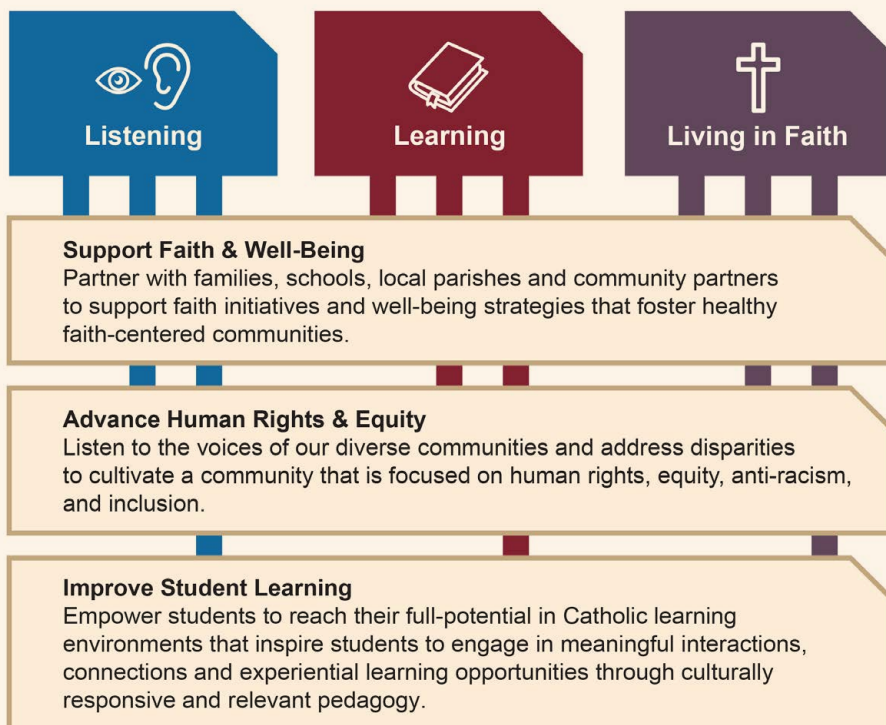 Listening
Learning
Living in Faith
Support Faith & Well-Being
Partner with families, schools, local parishes and community partners
to support faith initiatives and well-being strategies that foster healthy
faith-centered communities.
Advance Human Rights & Equity
Listen to the voices of our diverse communities and address disparities
to cultivate a community that is focused on human rights, equity, anti-racism,
and inclusion.
Improve Student Learning
Empower students to reach their full-potential in Catholic learning
environments that inspire students to engage in meaningful interactions,
connections and experiential learning opportunities through culturally
responsive and relevant pedagogy.